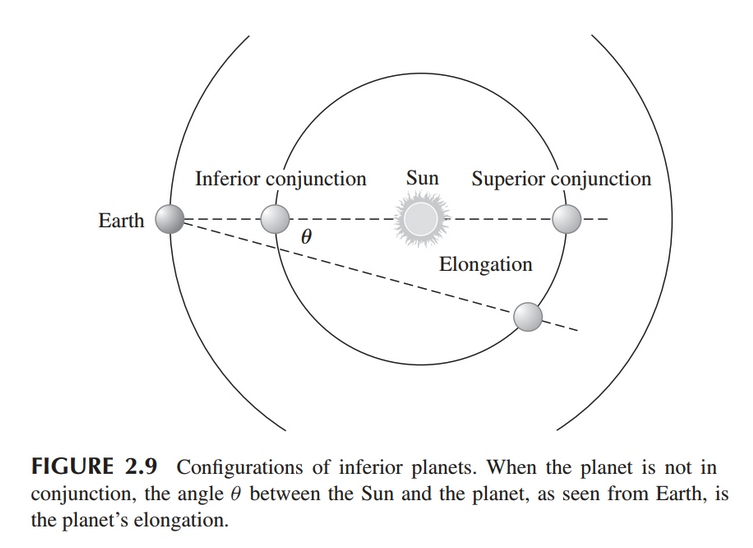 Inferior conjunction Sun Superior conjunction
Earth
θ
Elongation
FIGURE 2.9 Configurations of inferior planets. When the planet is not in
conjunction, the angle θ between the Sun and the planet, as seen from Earth, is
the planet’s elongation.